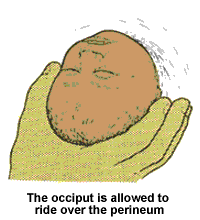 The occiput is allowed to
ride over the perineum